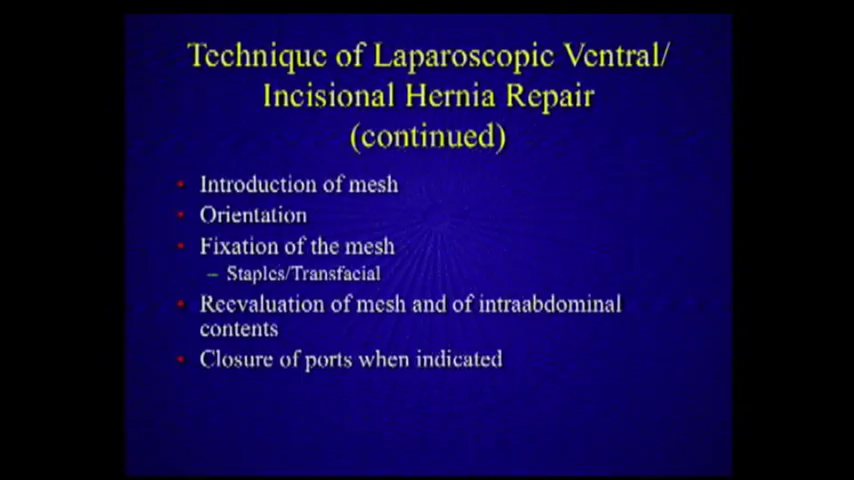 Technique of Laparoscopic Ventral/
Incisional Hernia Repair
(continued)
• Introduction of mesh
• Orientation
• Fixation of the mesh
– Staples/Transfacial
• Reevaluation of mesh and of intraabdominal
contents
• Closure of ports when indicated